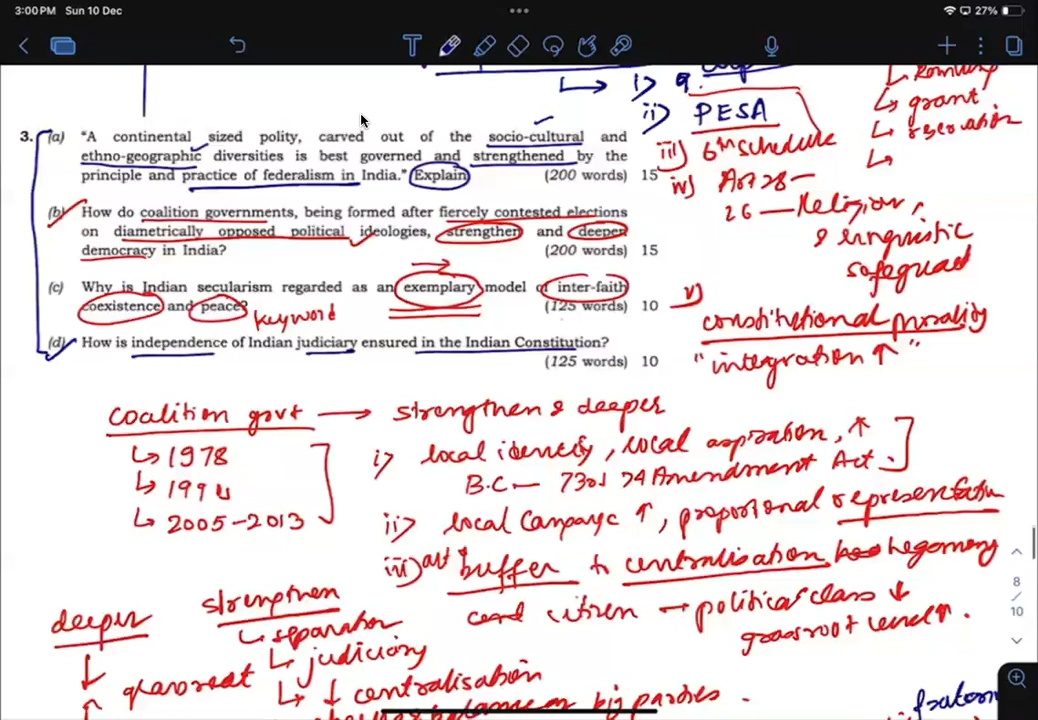 3:00PM Sun 10 Dec
27%
T
ii) PESA
iii) 6th schedule
iv) Art 28 —
26 — Religion,
& linguistic
safeguad
grant
v)
constitutional morality
"integration ↑"
3. (a) "A continental sized polity, carved out of the socio-cultural and
ethno-geographic diversities is best governed and strengthened by the
principle and practice of federalism in India." Explain
(200 words) 15
(b) How do coalition governments, being formed after fiercely contested elections
on diametrically opposed political ideologies, strengthen and deepen
democracy in India?
(200 words) 15
(c) Why is Indian secularism regarded as an exemplary model of inter-faith
coexistence and peace?
keyword
(125 words) 10
(d) How is independence of Indian judiciary ensured in the Indian Constitution?
(125 words) 10
coalition govt → strengthen & deeper
↳ 1978
↳ 2005-2013
i) local identity, local aspiration, ↑
B.C — 73rd 74 Amendment Act.
ii) local ↑, proportional representation
iii) buffer to centralisation hegemony
citizen → political class ↓
grassroot level ↑.
deeper
↓
strengthen
↳ separation
↳ judiciary
↳ ↓ centralisation
big parties.
8
/
10